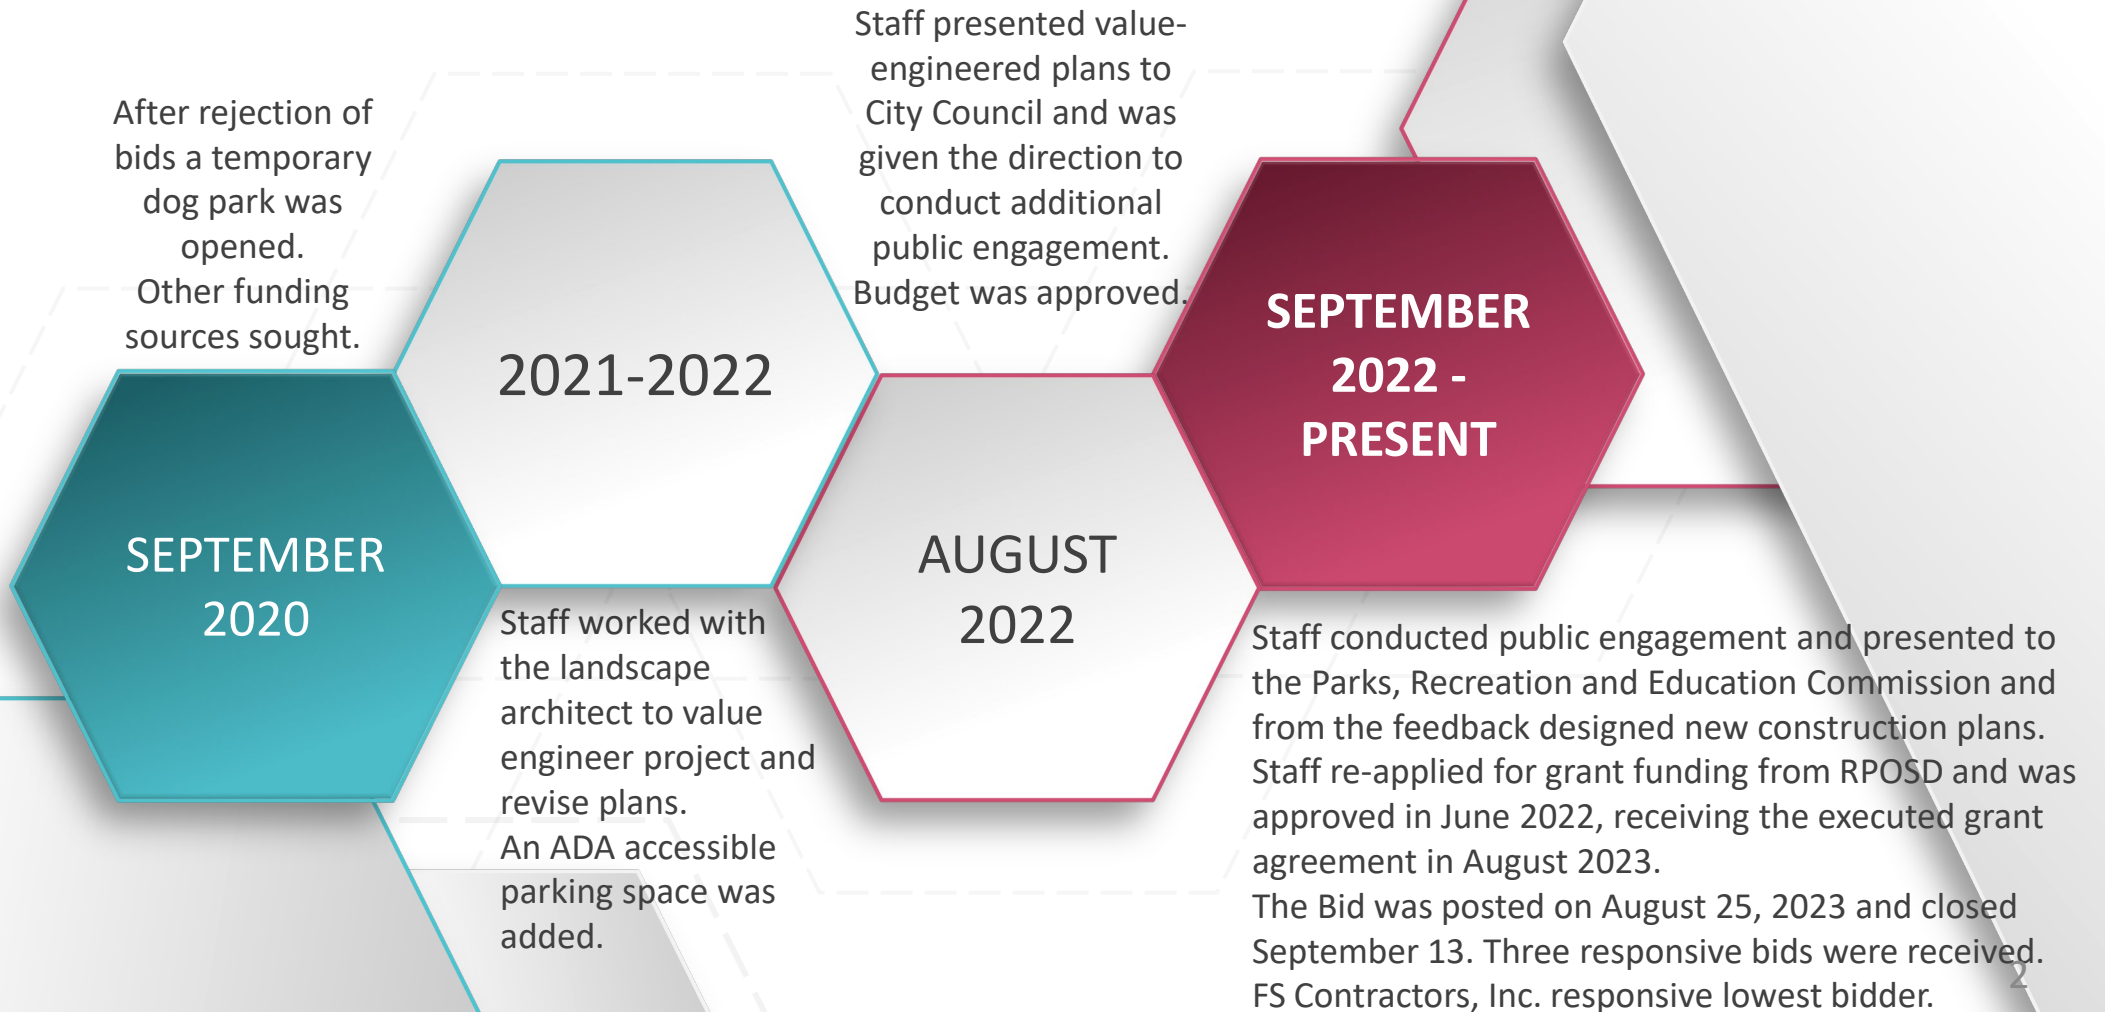 After rejection of
bids a temporary
dog park was
opened.
Other funding
sources sought.
SEPTEMBER
2020
2021-2022
Staff worked with
the landscape
architect to value
engineer project and
revise plans.
An ADA accessible
parking space was
added.
Staff presented value-
engineered plans to
City Council and was
given the direction to
conduct additional
public engagement.
Budget was approved.
AUGUST
2022
SEPTEMBER
2022 -
PRESENT
Staff conducted public engagement and presented to
the Parks, Recreation and Education Commission and
from the feedback designed new construction plans.
Staff re-applied for grant funding from RPOSD and was
approved in June 2022, receiving the executed grant
agreement in August 2023.
The Bid was posted on August 25, 2023 and closed
September 13. Three responsive bids were received.
FS Contractors, Inc. responsive lowest bidder.
2